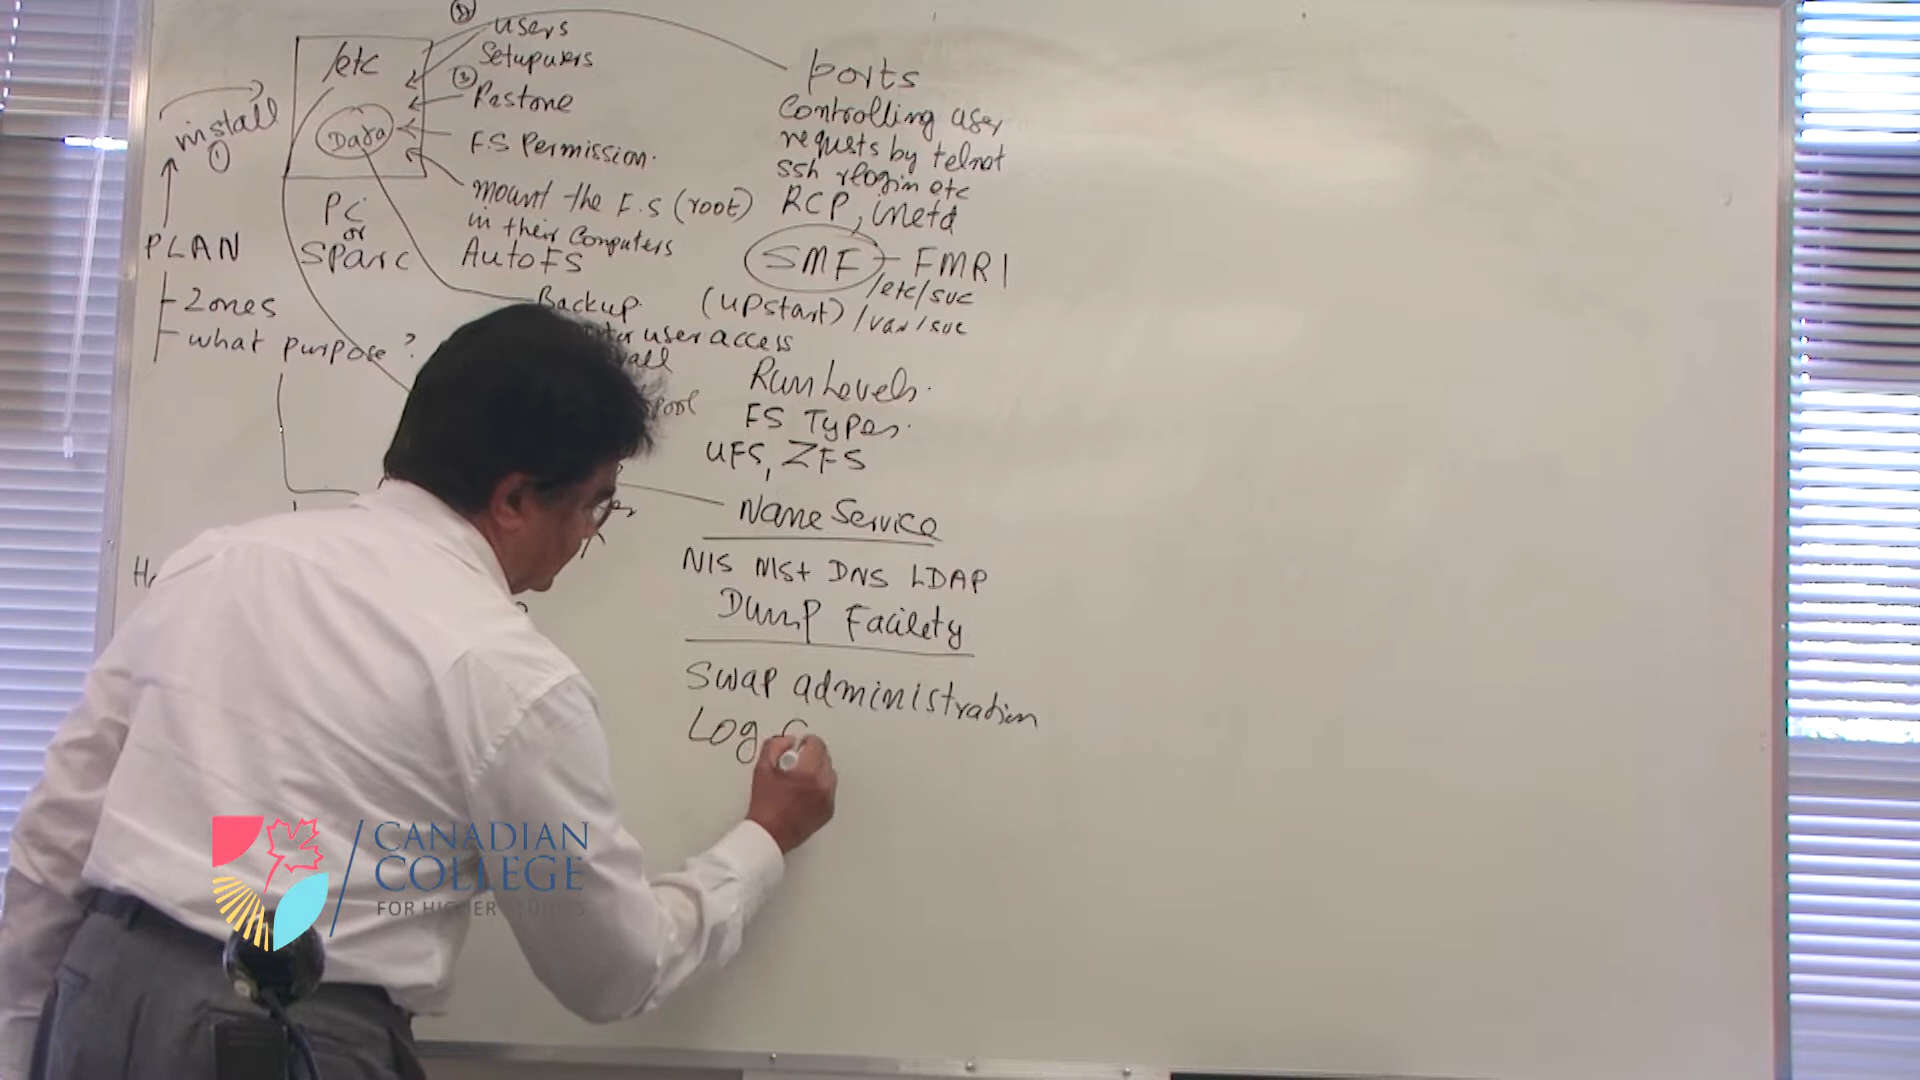 users
Setupusers
/etc
Data
Restore
F.S Permission.
install
1
PC
or
SParc
PLAN
Zones
what purpose ?
mount the F.S (root)
in their Computers
AutoFS
Backup
user access
Ports
Controlling user
requsts by telnet
ssh rlogin etc
RCP, inetd
SMF - FMRI
/etc/svc
(upstart) /var/svc
Run Levels.
FS Types.
UFS, ZFS
Name Service
NIS NIS+ DNS LDAP
Dump Facility
Swap administration
Log
CANADIAN
COLLEGE
FOR HIGHER STUDIES